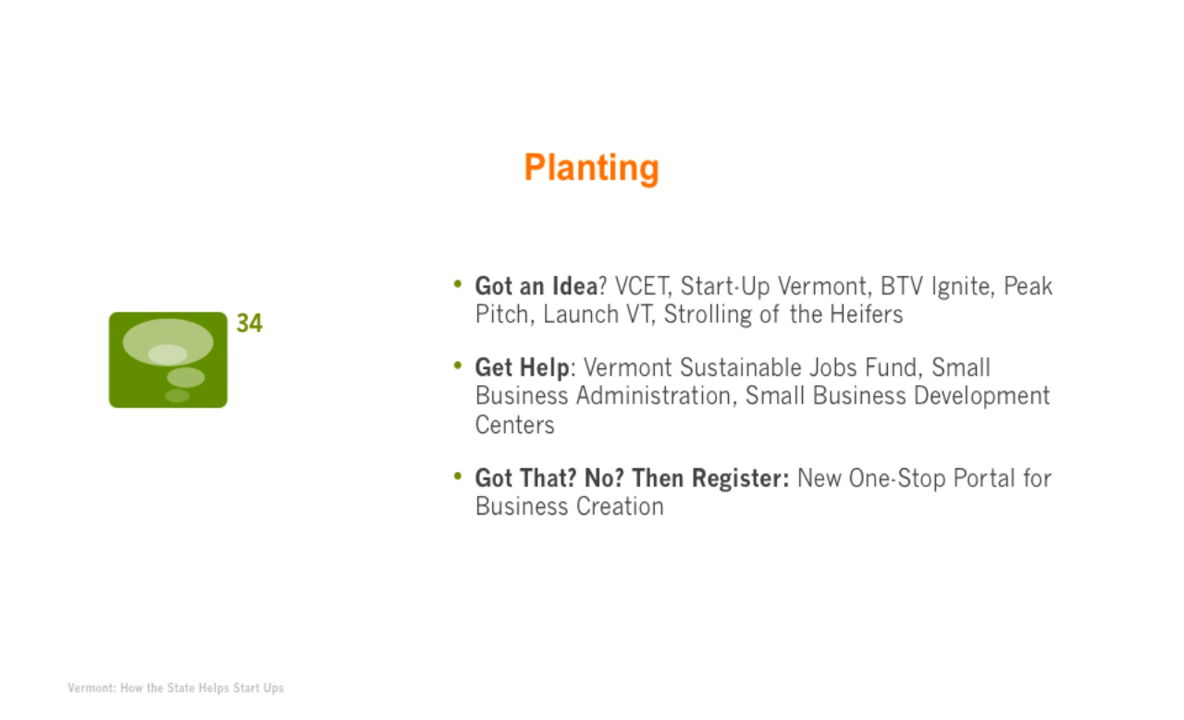 Planting
34
• Got an Idea? VCET, Start-Up Vermont, BTV Ignite, Peak
Pitch, Launch VT, Strolling of the Heifers
• Get Help: Vermont Sustainable Jobs Fund, Small
Business Administration, Small Business Development
Centers
• Got That? No? Then Register: New One-Stop Portal for
Business Creation
Vermont: How the State Helps Start Ups